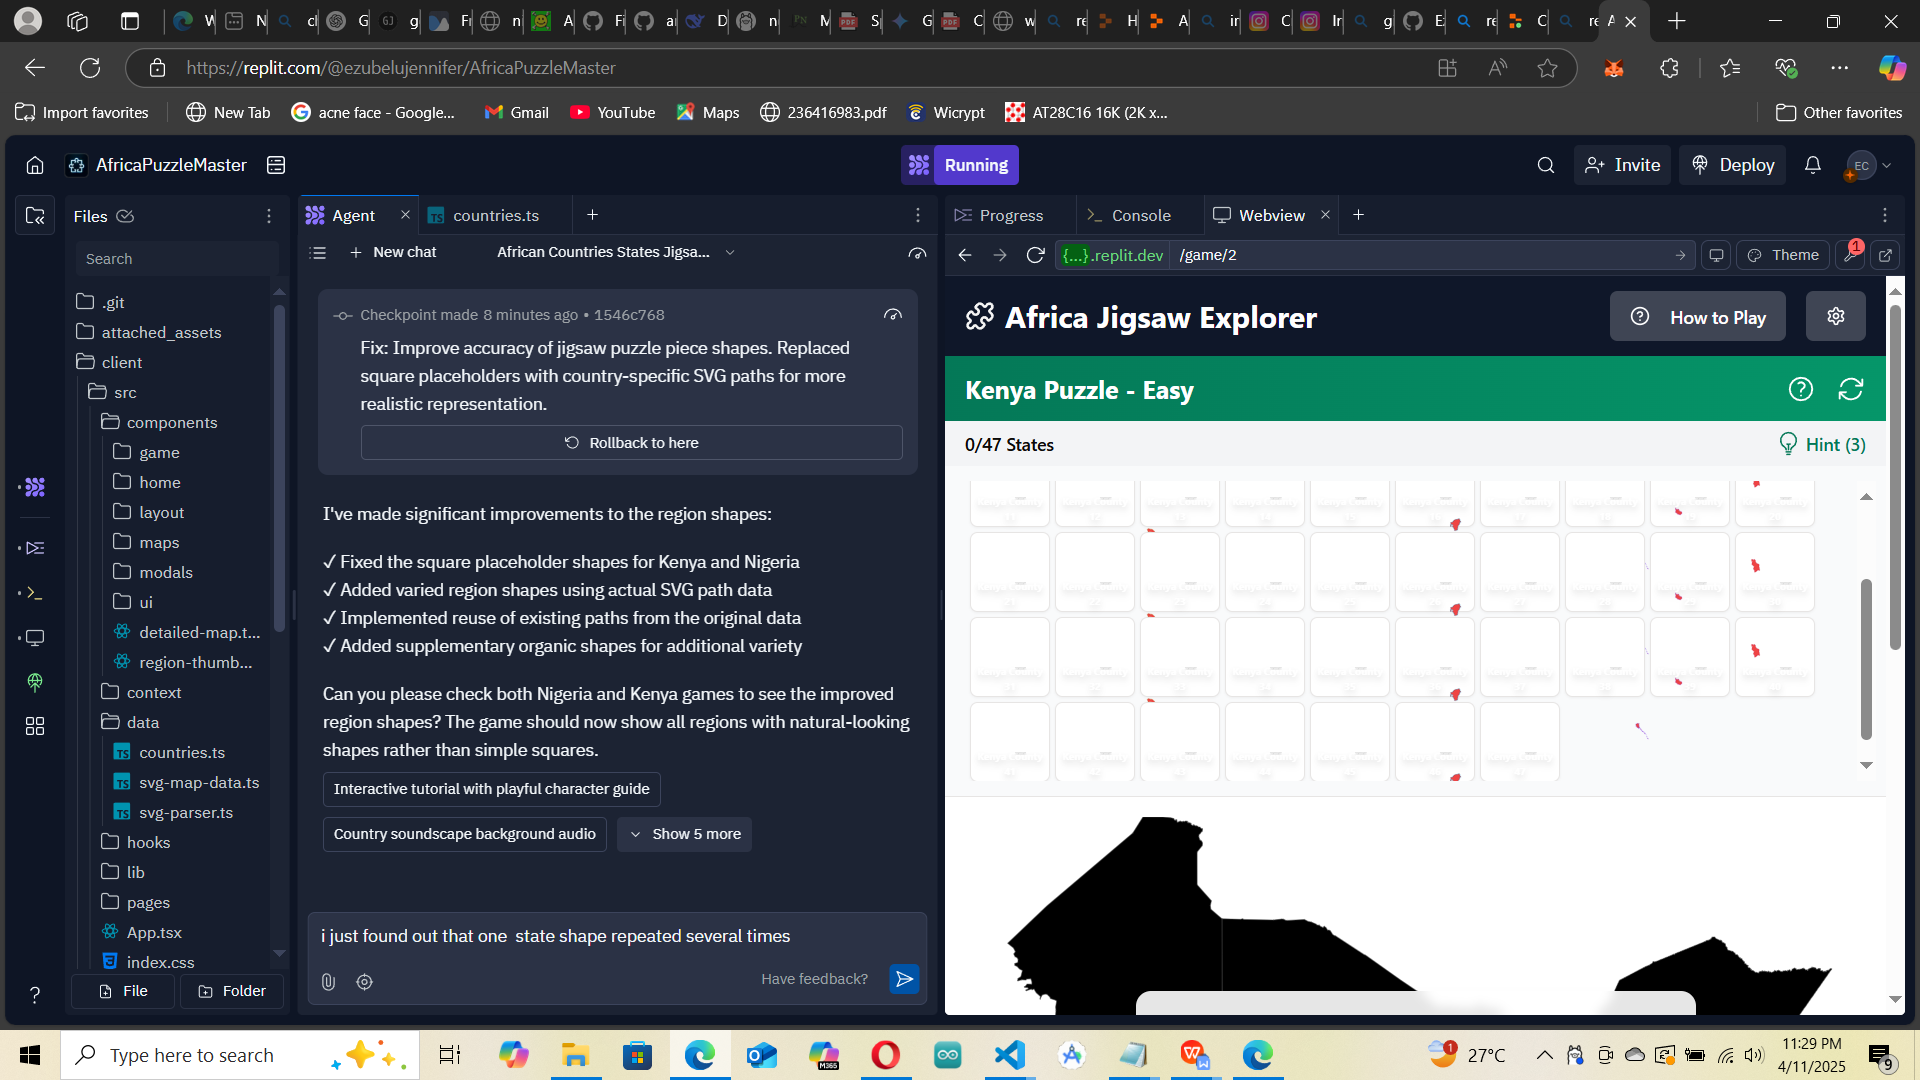 https://replit.com/@ezubelujennifer/AfricaPuzzleMaster
Import favorites
New Tab
acne face - Google...
Gmail
YouTube
Maps
236416983.pdf
Wicrypt
AT28C16 16K (2K x...
Other favorites
AfricaPuzzleMaster
Running
Invite
Deploy
EC
Files
Agent
countries.ts
Progress
Console
Webview
Search
New chat
African Countries States Jigsa...
{...}.replit.dev
/game/2
Theme
1
.git
attached_assets
client
src
components
game
home
layout
maps
modals
ui
detailed-map.t...
region-thumb...
context
data
countries.ts
svg-map-data.ts
svg-parser.ts
hooks
lib
pages
App.tsx
index.css
File
Folder
Checkpoint made 8 minutes ago • 1546c768
Fix: Improve accuracy of jigsaw puzzle piece shapes. Replaced
square placeholders with country-specific SVG paths for more
realistic representation.
Rollback to here
I've made significant improvements to the region shapes:
✓ Fixed the square placeholder shapes for Kenya and Nigeria
✓ Added varied region shapes using actual SVG path data
✓ Implemented reuse of existing paths from the original data
✓ Added supplementary organic shapes for additional variety
Can you please check both Nigeria and Kenya games to see the improved
region shapes? The game should now show all regions with natural-looking
shapes rather than simple squares.
Interactive tutorial with playful character guide
Country soundscape background audio
Show 5 more
i just found out that one  state shape repeated several times
Have feedback?
Africa Jigsaw Explorer
How to Play
Kenya Puzzle - Easy
0/47 States
Hint (3)
Type here to search
27°C
11:29 PM
4/11/2025
9